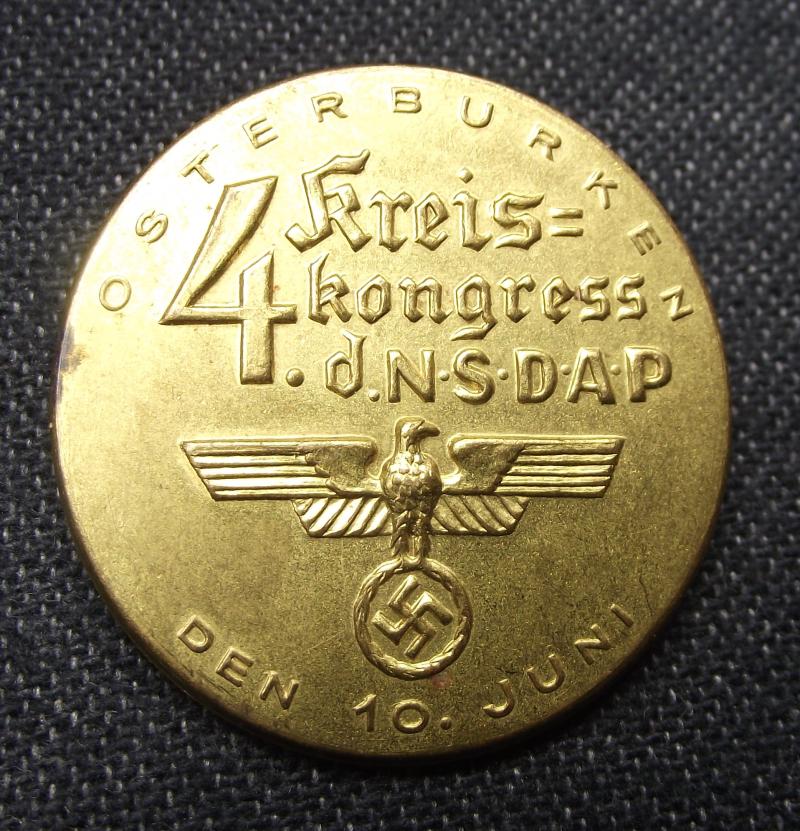 OSTERBURKEN
4. Kreis=
kongress
d.N·S·D·A·P
DEN 10. JUNI